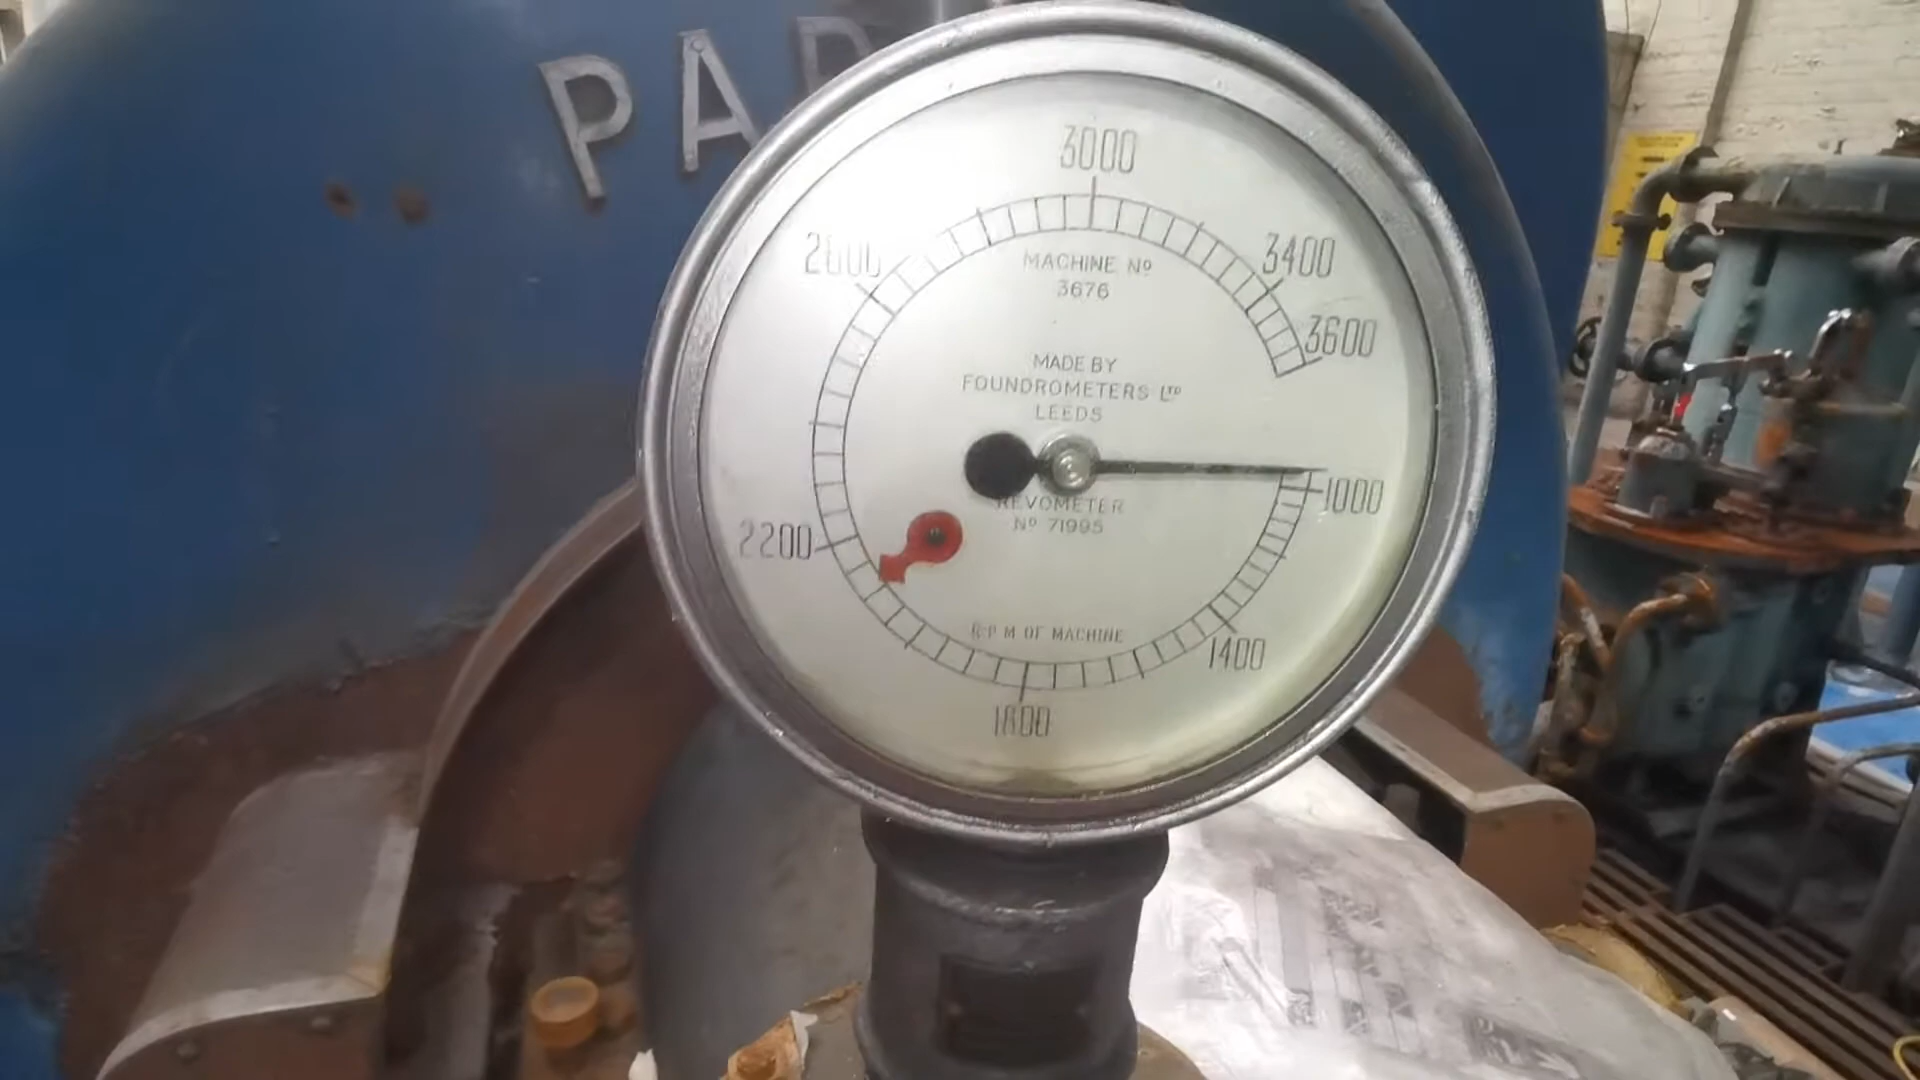 PAR
3000
2600
3400
3600
MACHINE Nº
3676
MADE BY
FOUNDROMETERS LTD
LEEDS
1000
REVOMETER
Nº 71995
2200
R.P.M OF MACHINE
1400
1800